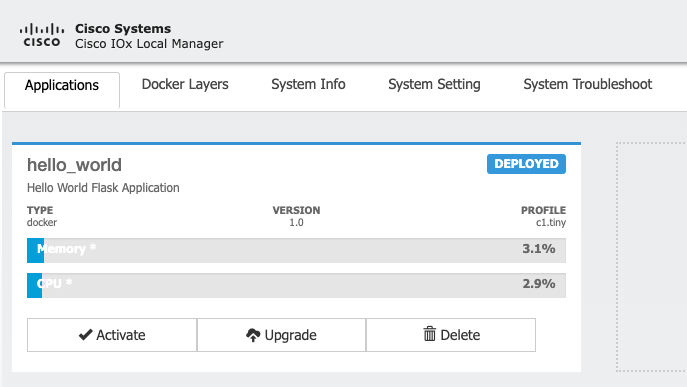 Cisco Systems
CISCO Cisco IOx Local Manager
Applications Docker Layers System Info System Setting System Troubleshoot
hello_world DEPLOYED
Hello World Flask Application
TYPE VERSION PROFILE
docker 1.0 c1.tiny
Memory * 3.1%
CPU * 2.9%
Activate Upgrade Delete